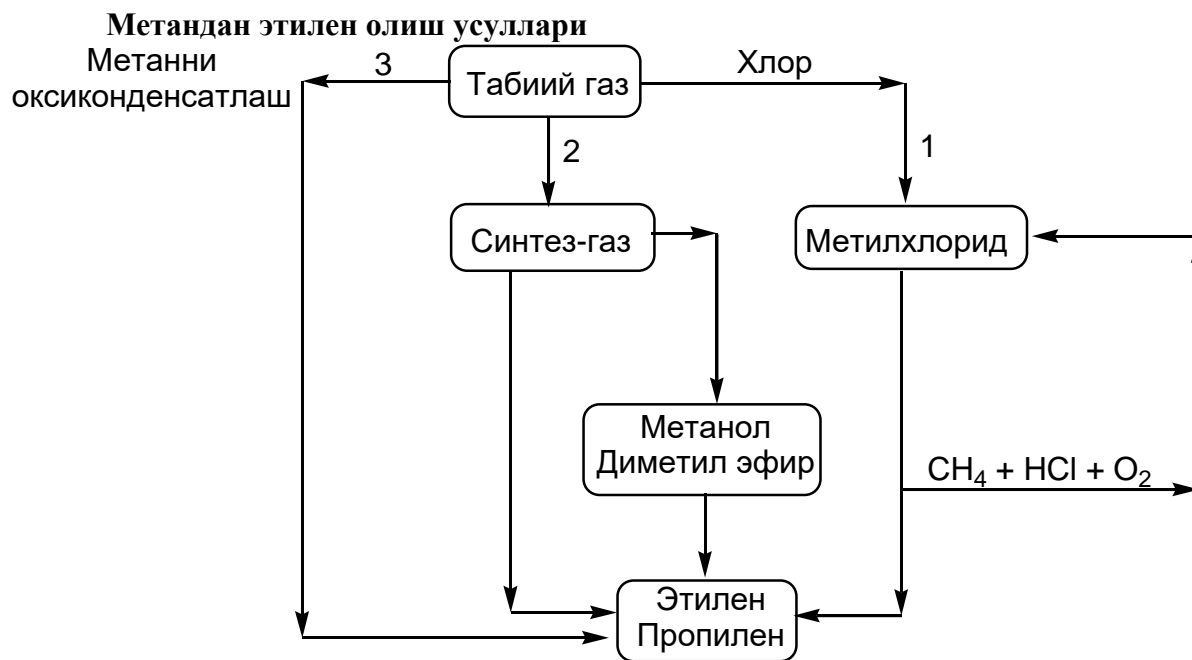 Метандан этилен олиш усуллари
Метанни
оксиконденсатлаш
3
Табиий газ
Хлор
2
1
Синтез-газ
Метилхлорид
Метанол
Диметил эфир
CH₄ + HCl + O₂
Этилен
Пропилен